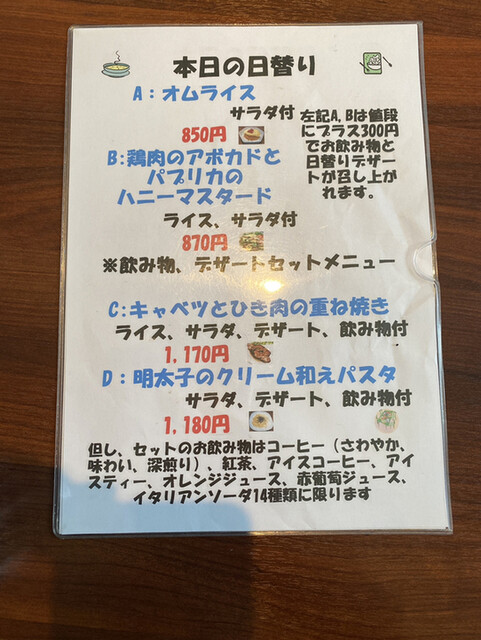 本日の日替り
A：オムライス
サラダ付
850円
左記A,Bは値段
にプラス300円
でお飲み物と
日替りデザー
トが召し上が
れます。
B:鶏肉のアボカドと
パプリカの
ハニーマスタード
ライス、サラダ付
870円
※飲み物、デザートセットメニュー
C:キャベツとひき肉の重ね焼き
ライス、サラダ、デザート、飲み物付
1,170円
D：明太子のクリーム和えパスタ
サラダ、デザート、飲み物付
1,180円
但し、セットのお飲み物はコーヒー（さわやか、
味わい、深煎り）、紅茶、アイスコーヒー、アイ
スティー、オレンジジュース、赤葡萄ジュース、
イタリアンソーダ14種類に限ります